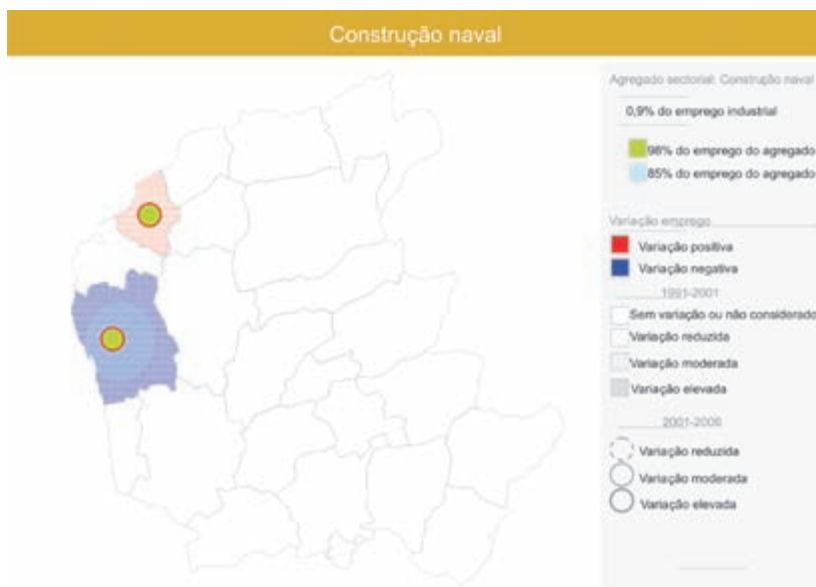 Construção naval
Agregado sectorial: Construção naval
0,9% do emprego industrial
98% do emprego do agregado
85% do emprego do agregado
Variação emprego
Variação positiva
Variação negativa
1991-2001
Sem variação ou não considerado
Variação reduzida
Variação moderada
Variação elevada
2001-2006
Variação reduzida
Variação moderada
Variação elevada